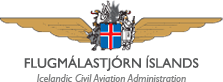 FLUGMÁLASTJÓRN ÍSLANDS
Icelandic Civil Aviation Administration